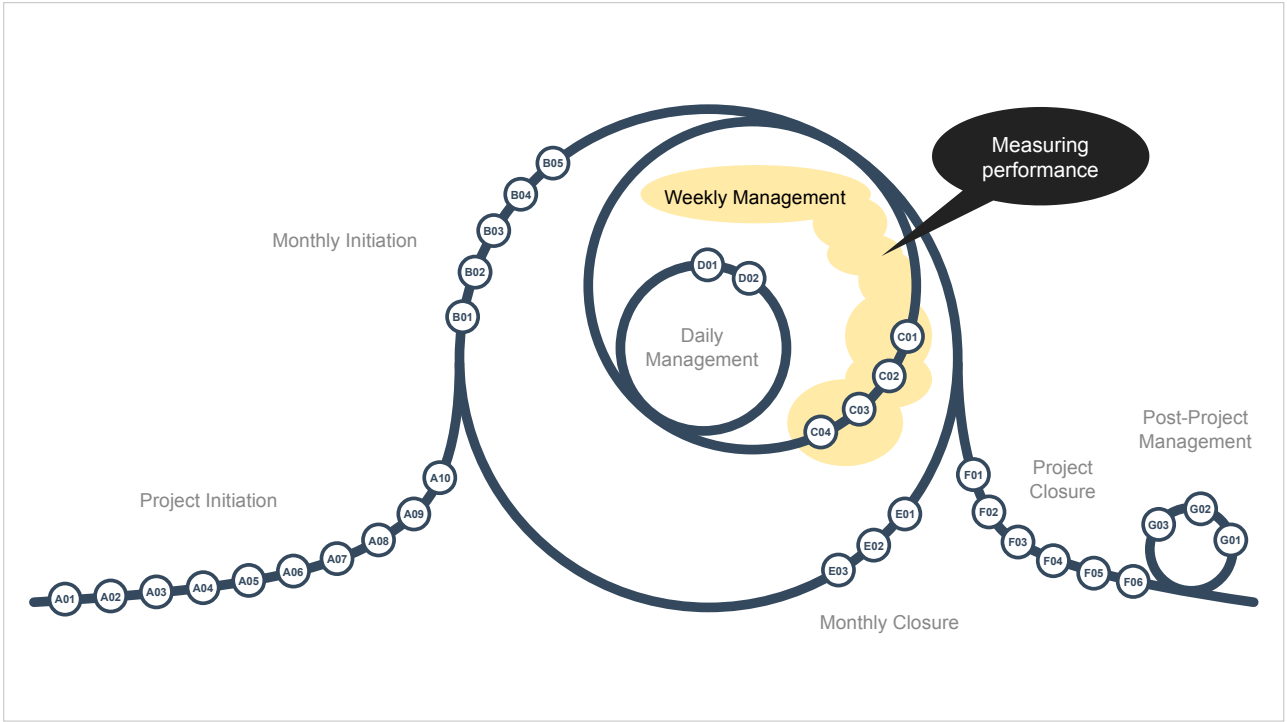 Measuring
performance
Weekly Management
Monthly Initiation
Daily
Management
Project Initiation
Monthly Closure
Project
Closure
Post-Project
Management
A01
A02
A03
A04
A05
A06
A07
A08
A09
A10
B01
B02
B03
B04
B05
D01
D02
C01
C02
C03
C04
E01
E02
E03
F01
F02
F03
F04
F05
F06
G03
G02
G01